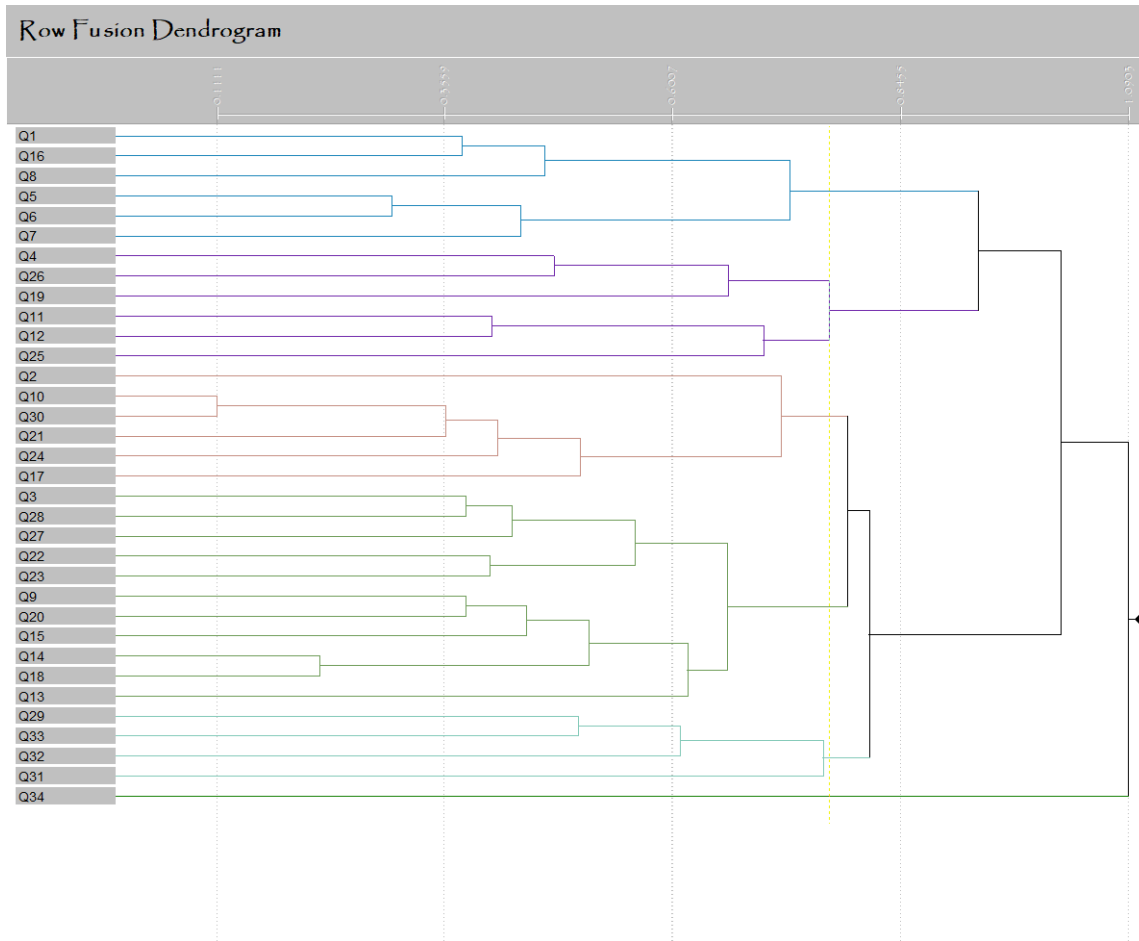 Row Fusion Dendrogram
0.1111 0.3559 0.6007 0.8455 1.0903
Q1
Q16
Q8
Q5
Q6
Q7
Q4
Q26
Q19
Q11
Q12
Q25
Q2
Q10
Q30
Q21
Q24
Q17
Q3
Q28
Q27
Q22
Q23
Q9
Q20
Q15
Q14
Q18
Q13
Q29
Q33
Q32
Q31
Q34